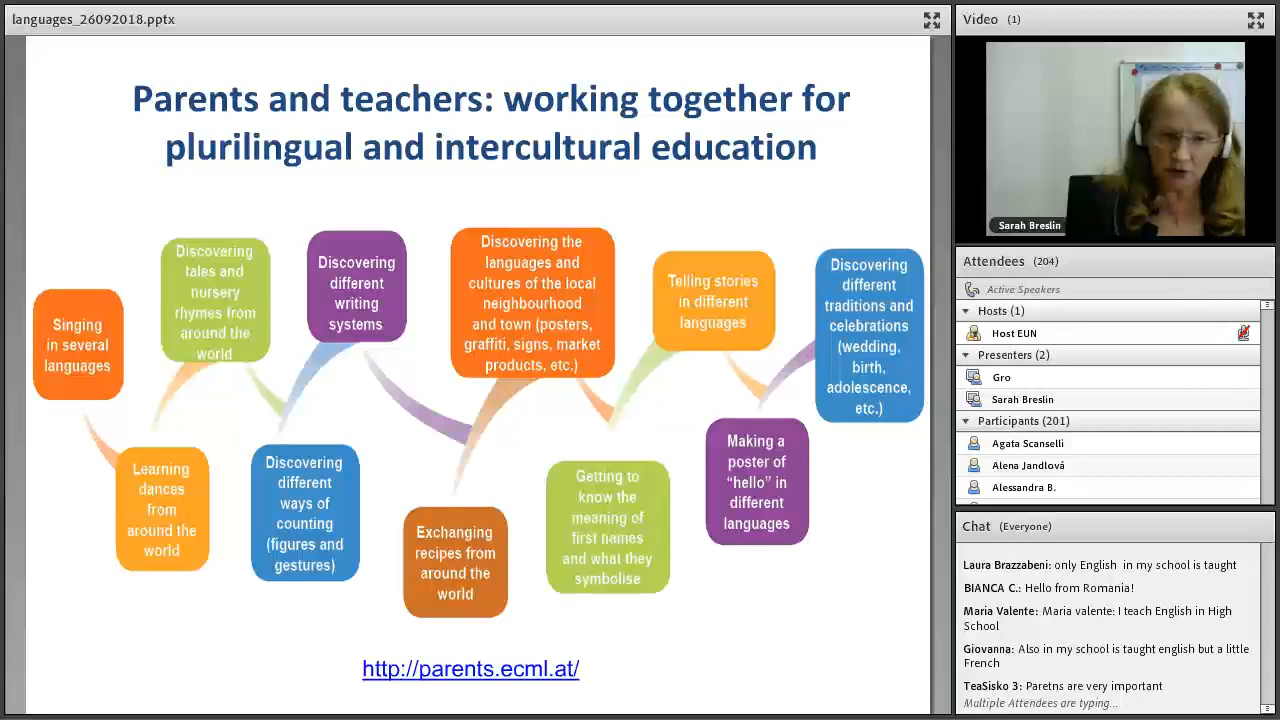 languages_26092018.pptx
Parents and teachers: working together for
plurilingual and intercultural education
Singing
in several
languages
Learning
dances
from
around the
world
Discovering
tales and
nursery
rhymes from
around the
world
Discovering
different
ways of
counting
(figures and
gestures)
Discovering
different
writing
systems
Exchanging
recipes from
around the
world
Discovering the
languages and
cultures of the local
neighbourhood
and town (posters,
graffiti, signs, market
products, etc.)
Getting to
know the
meaning of
first names
and what they
symbolise
Telling stories
in different
languages
Making a
poster of
“hello” in
different
languages
Discovering
different
traditions and
celebrations
(wedding,
birth,
adolescence,
etc.)
http://parents.ecml.at/
Video (1)
Sarah Breslin
Attendees (204)
Active Speakers
Hosts (1)
Host EUN
Presenters (2)
Gro
Sarah Breslin
Participants (201)
Agata Scanselli
Alena Jandlová
Alessandra B.
Chat (Everyone)
Laura Brazzabeni: only English in my school is taught
BIANCA C.: Hello from Romania!
Maria Valente: Maria valente: I teach English in High
School
Giovanna: Also in my school is taught english but a little
French
TeaSisko 3: Paretns are very important
Multiple Attendees are typing...